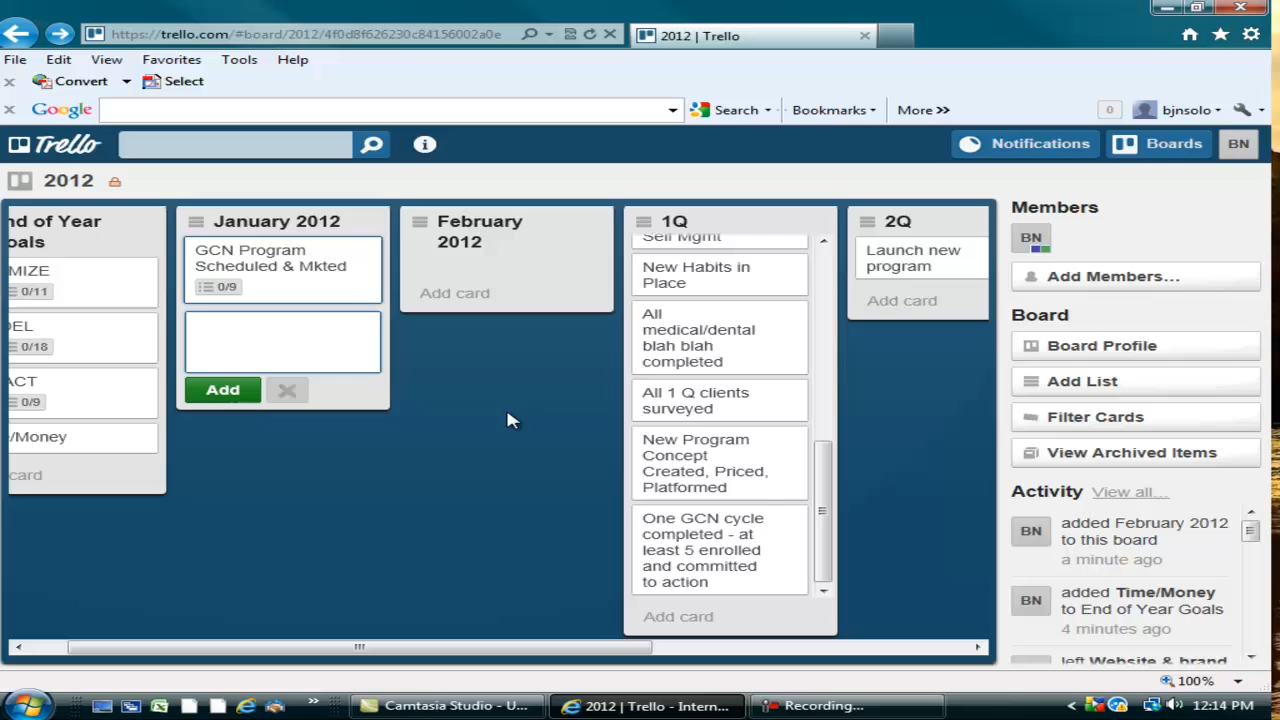 https://trello.com/#board/2012/4f0d8f626230c84156002a0e
2012 | Trello
File Edit View Favorites Tools Help
Convert Select
Google Search Bookmarks More >> 0 bjnsolo
Trello Notifications Boards BN
2012
nd of Year
oals
MIZE
0/11
DEL
0/18
ACT
0/9
e/Money
card
January 2012
GCN Program
Scheduled & Mkted
0/9
Add
February
2012
Add card
1Q
Self Mgmt
New Habits in
Place
All
medical/dental
blah blah
completed
All 1 Q clients
surveyed
New Program
Concept
Created, Priced,
Platformed
One GCN cycle
completed - at
least 5 enrolled
and committed
to action
Add card
2Q
Launch new
program
Add card
Members
BN
Add Members...
Board
Board Profile
Add List
Filter Cards
View Archived Items
Activity View all...
BN added February 2012
to this board
a minute ago
BN added Time/Money
to End of Year Goals
4 minutes ago
left Website & brand
100%
Camtasia Studio - U...
2012 | Trello - Intern...
Recording...
12:14 PM